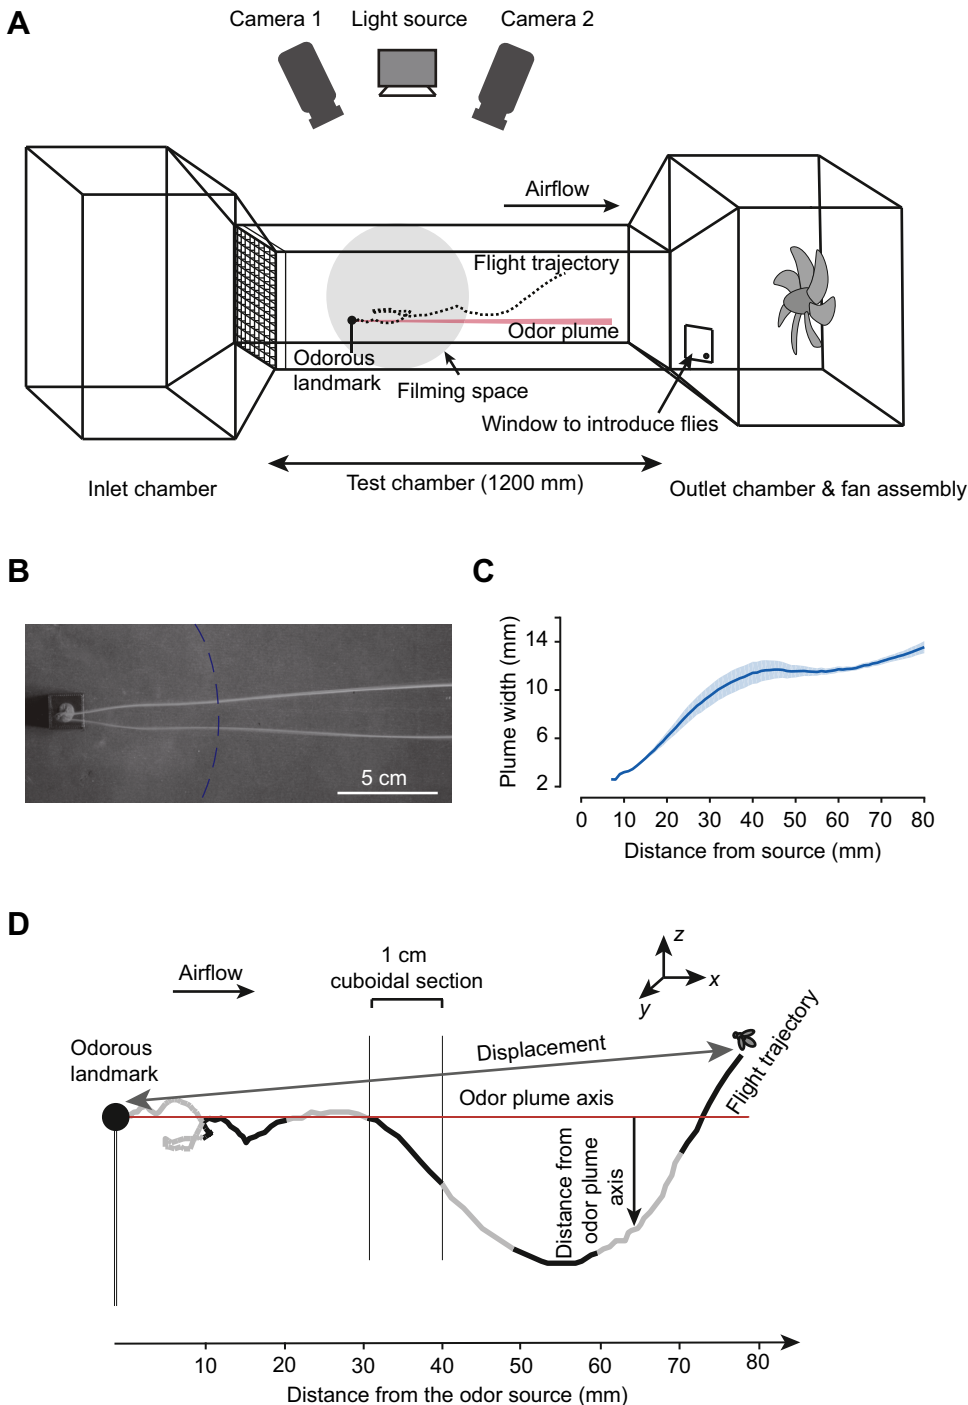 A
Camera 1 Light source Camera 2
Airflow
Flight trajectory
Odor plume
Odorous
landmark
Filming space
Window to introduce flies
Inlet chamber
Test chamber (1200 mm)
Outlet chamber & fan assembly
B
5 cm
C
Plume width (mm)
14
10
6
2
0 10 20 30 40 50 60 70 80
Distance from source (mm)
D
Airflow
1 cm
cuboidal section
z
x
y
Odorous
landmark
Displacement
Flight trajectory
Odor plume axis
Distance from
odor plume
axis
10 20 30 40 50 60 70 80
Distance from the odor source (mm)